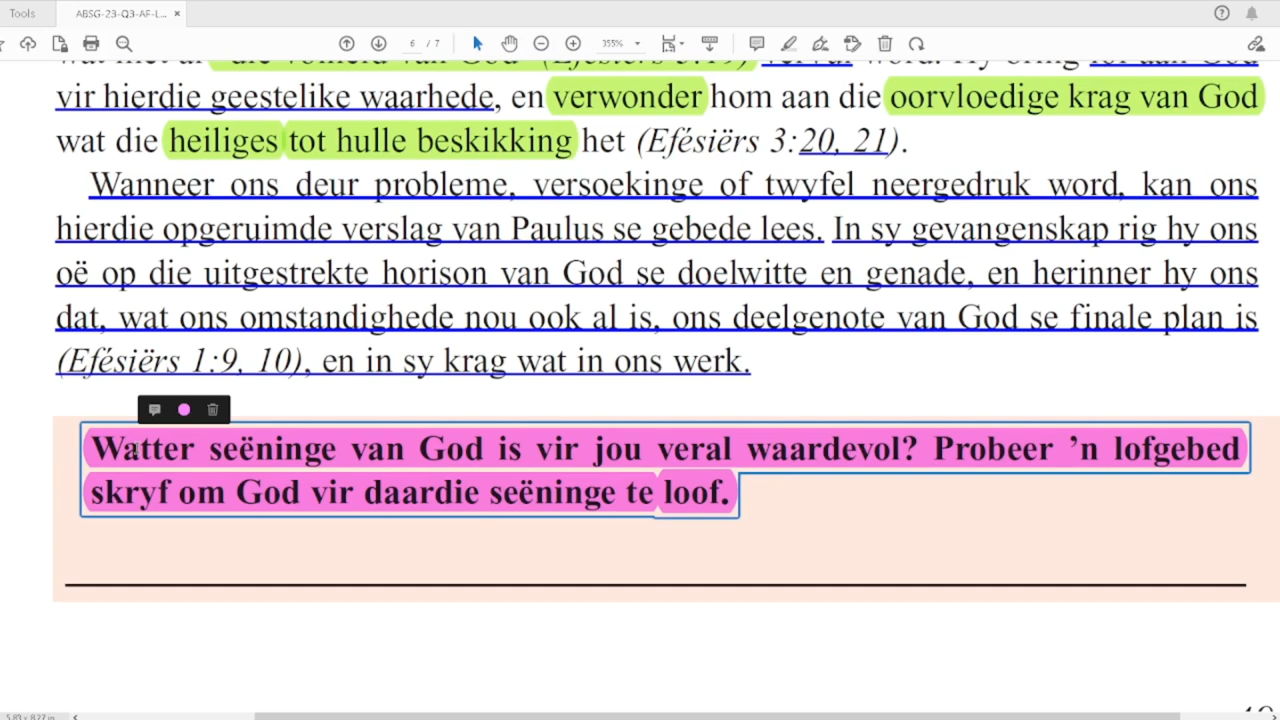 Tools
ABSG-23-Q3-AF-L... ×
6 / 7
355%
vir hierdie geestelike waarhede, en verwonder hom aan die oorvloedige krag van God
wat die heiliges tot hulle beskikking het (Efésiërs 3:20, 21).
Wanneer ons deur probleme, versoekinge of twyfel neergedruk word, kan ons
hierdie opgeruimde verslag van Paulus se gebede lees. In sy gevangenskap rig hy ons
oë op die uitgestrekte horison van God se doelwitte en genade, en herinner hy ons
dat, wat ons omstandighede nou ook al is, ons deelgenote van God se finale plan is
(Efésiërs 1:9, 10), en in sy krag wat in ons werk.
Watter seëninge van God is vir jou veral waardevol? Probeer ’n lofgebed
skryf om God vir daardie seëninge te loof.
5.83 x 8.27 in